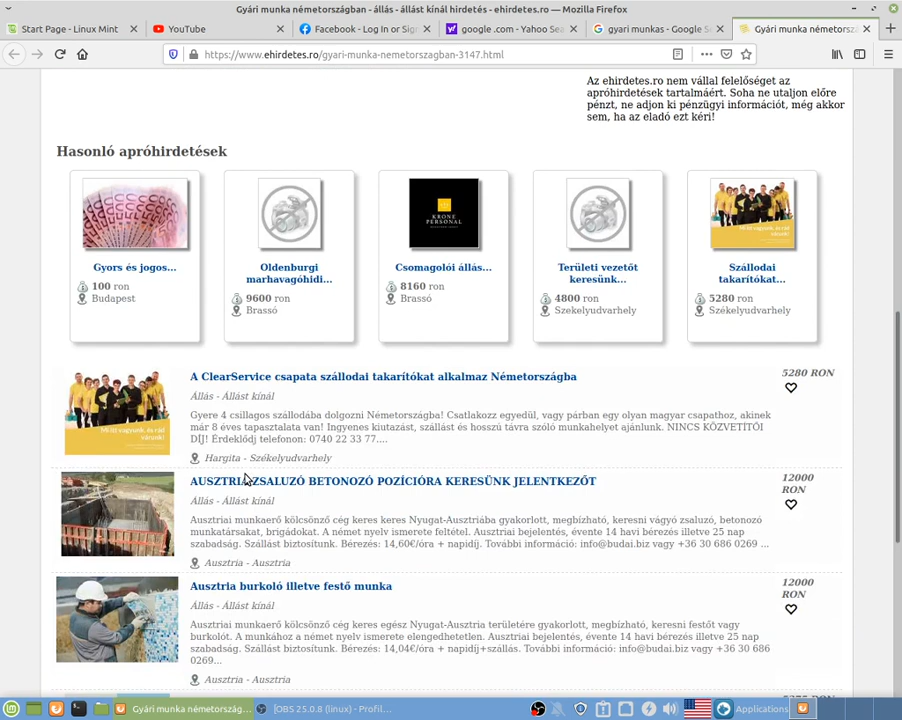 Gyári munka németországban - állás - állást kínál hirdetés - ehirdetes.ro — Mozilla Firefox
Start Page - Linux Mint
YouTube
Facebook - Log In or Sign
google .com - Yahoo Sea
gyari munkas - Google Se
Gyári munka németorsz
https://www.ehirdetes.ro/gyari-munka-nemetorszagban-3147.html
Az ehirdetes.ro nem vállal felelőséget az
apróhirdetések tartalmáért. Soha ne utaljon előre
pénzt, ne adjon ki pénzügyi információt, még akkor
sem, ha az eladó ezt kéri!
Hasonló apróhirdetések
KRONE
PERSONAL
Gyors és jogos...
100 ron
Budapest
Oldenburgi
marhavagóhidi...
9600 ron
Brassó
Csomagolói állás...
8160 ron
Brassó
Területi vezetőt
keresünk...
4800 ron
Szekelyudvarhely
Szállodai
takarítókat...
5280 ron
Székelyudvarhely
A ClearService csapata szállodai takarítókat alkalmaz Németországba
5280 RON
Állás - Állást kínál
Gyere 4 csillagos szállodába dolgozni Németországba! Csatlakozz egyedül, vagy párban egy olyan magyar csapathoz, akinek
már 8 éves tapasztalata van! Ingyenes kiutazást, szállást és hosszú távra szóló munkahelyet ajánlunk. NINCS KÖZVETÍTŐI
DÍJ! Érdeklődj telefonon: 0740 22 33 77....
Hargita - Székelyudvarhely
AUSZTRIA ZSALUZÓ BETONOZÓ POZÍCIÓRA KERESÜNK JELENTKEZŐT
12000
RON
Állás - Állást kínál
Ausztriai munkaerő kölcsönző cég keres keres Nyugat-Ausztriába gyakorlott, megbízható, keresni vágyó zsaluzó, betonozó
munkatársakat, brigádokat. A német nyelv ismerete feltétel. Ausztriai bejelentés, évente 14 havi bérezés illetve 25 nap
szabadság. Szállást biztosítunk. Bérezés: 14,60€/óra + napidíj. További információ: info@budai.biz vagy +36 30 686 0269 ...
Ausztria - Ausztria
Ausztria burkoló illetve festő munka
12000
RON
Állás - Állást kínál
Ausztriai munkaerő kölcsönző cég keres egész Nyugat-Ausztria területére gyakorlott, megbízható, keresni festőt vagy
burkolót. A munkához a német nyelv ismerete elengedhetetlen. Ausztriai bejelentés, évente 14 havi bérezés illetve 25 nap
szabadság. Szállást biztosítunk. Bérezés: 14,04€/óra + napidíj+szállás. További információ: info@budai.biz vagy +36 30 686
0269...
Ausztria - Ausztria
Gyári munka németország...
[OBS 25.0.8 (linux) - Profil...
Applications